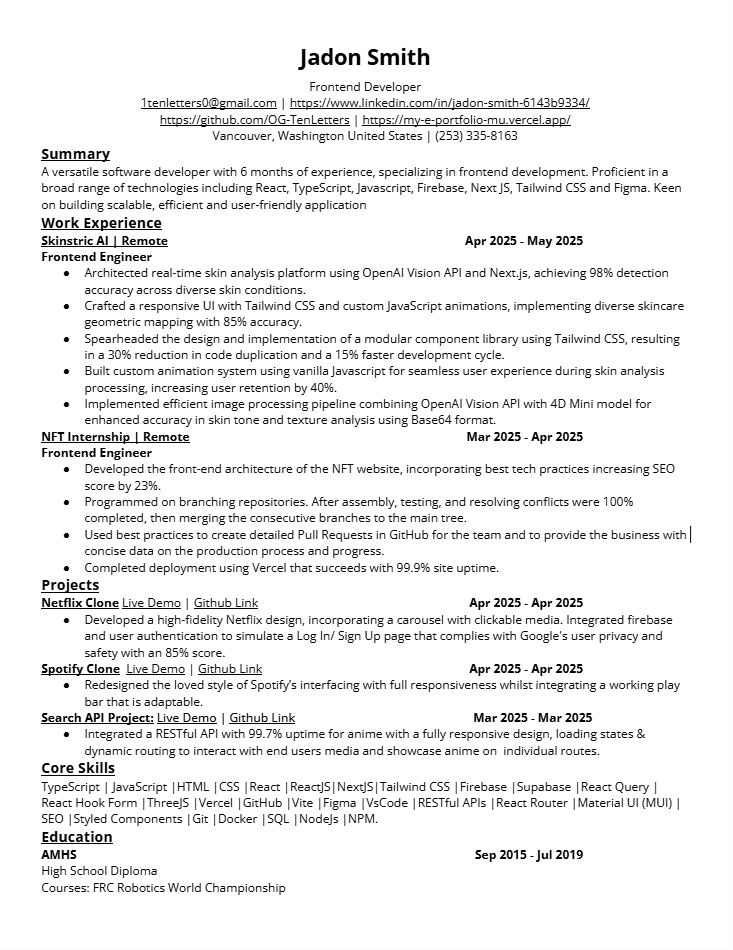 Jadon Smith
Frontend Developer
1tenletters0@gmail.com | https://www.linkedin.com/in/jadon-smith-6143b9334/
https://github.com/OG-TenLetters | https://my-e-portfolio-mu.vercel.app/
Vancouver, Washington United States | (253) 335-8163
Summary
A versatile software developer with 6 months of experience, specializing in frontend development. Proficient in a
broad range of technologies including React, TypeScript, Javascript, Firebase, Next JS, Tailwind CSS and Figma. Keen
on building scalable, efficient and user-friendly application
Work Experience
Skinstric AI | Remote Apr 2025 - May 2025
Frontend Engineer
● Architected real-time skin analysis platform using OpenAI Vision API and Next.js, achieving 98% detection
accuracy across diverse skin conditions.
● Crafted a responsive UI with Tailwind CSS and custom JavaScript animations, implementing diverse skincare
geometric mapping with 85% accuracy.
● Spearheaded the design and implementation of a modular component library using Tailwind CSS, resulting
in a 30% reduction in code duplication and a 15% faster development cycle.
● Built custom animation system using vanilla Javascript for seamless user experience during skin analysis
processing, increasing user retention by 40%.
● Implemented efficient image processing pipeline combining OpenAI Vision API with 4D Mini model for
enhanced accuracy in skin tone and texture analysis using Base64 format.
NFT Internship | Remote Mar 2025 - Apr 2025
Frontend Engineer
● Developed the front-end architecture of the NFT website, incorporating best tech practices increasing SEO
score by 23%.
● Programmed on branching repositories. After assembly, testing, and resolving conflicts were 100%
completed, then merging the consecutive branches to the main tree.
● Used best practices to create detailed Pull Requests in GitHub for the team and to provide the business with
concise data on the production process and progress.
● Completed deployment using Vercel that succeeds with 99.9% site uptime.
Projects
Netflix Clone Live Demo | Github Link Apr 2025 - Apr 2025
● Developed a high-fidelity Netflix design, incorporating a carousel with clickable media. Integrated firebase
and user authentication to simulate a Log In/ Sign Up page that complies with Google's user privacy and
safety with an 85% score.
Spotify Clone Live Demo | Github Link Apr 2025 - Apr 2025
● Redesigned the loved style of Spotify’s interfacing with full responsiveness whilst integrating a working play
bar that is adaptable.
Search API Project: Live Demo | Github Link Mar 2025 - Mar 2025
● Integrated a RESTful API with 99.7% uptime for anime with a fully responsive design, loading states &
dynamic routing to interact with end users media and showcase anime on individual routes.
Core Skills
TypeScript | JavaScript |HTML |CSS |React |ReactJS|NextJS|Tailwind CSS |Firebase |Supabase |React Query |
React Hook Form |ThreeJS |Vercel |GitHub |Vite |Figma |VsCode |RESTful APIs |React Router |Material UI (MUI) |
SEO |Styled Components |Git |Docker |SQL |NodeJs |NPM.
Education
AMHS Sep 2015 - Jul 2019
High School Diploma
Courses: FRC Robotics World Championship